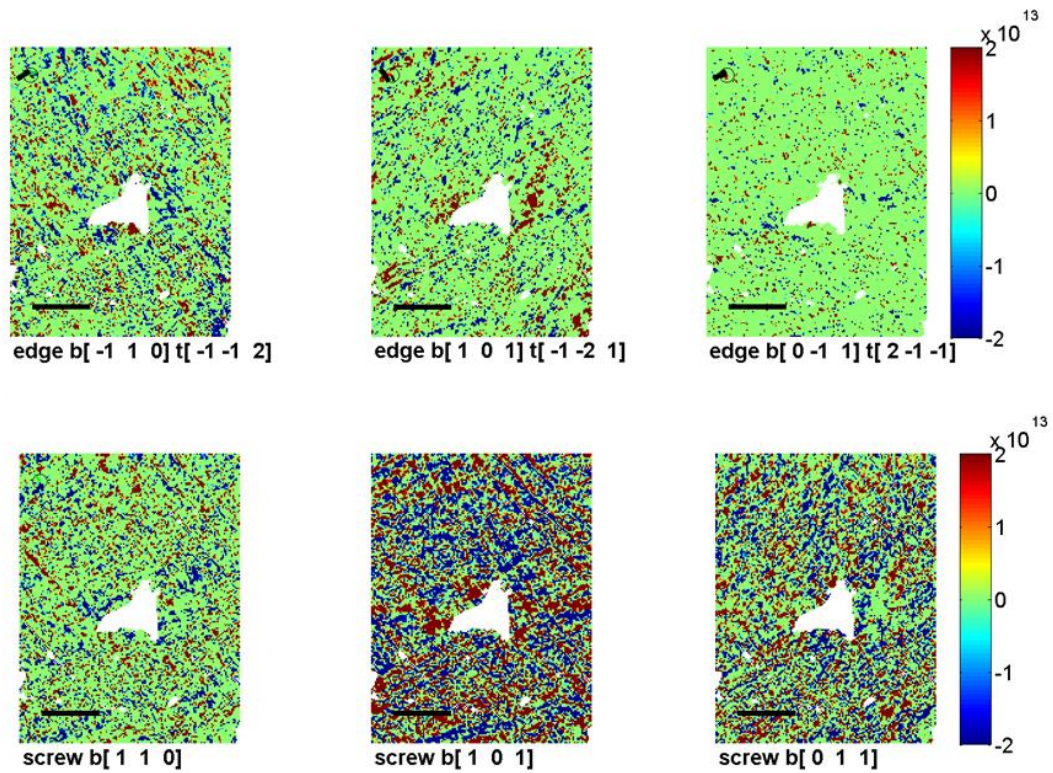 x 10 13
2
1
0
-1
-2
edge b[ -1 1 0] t[ -1 -1 2]
edge b[ 1 0 1] t[ -1 -2 1]
edge b[ 0 -1 1] t[ 2 -1 -1]
x 10 13
2
1
0
-1
-2
screw b[ 1 1 0]
screw b[ 1 0 1]
screw b[ 0 1 1]